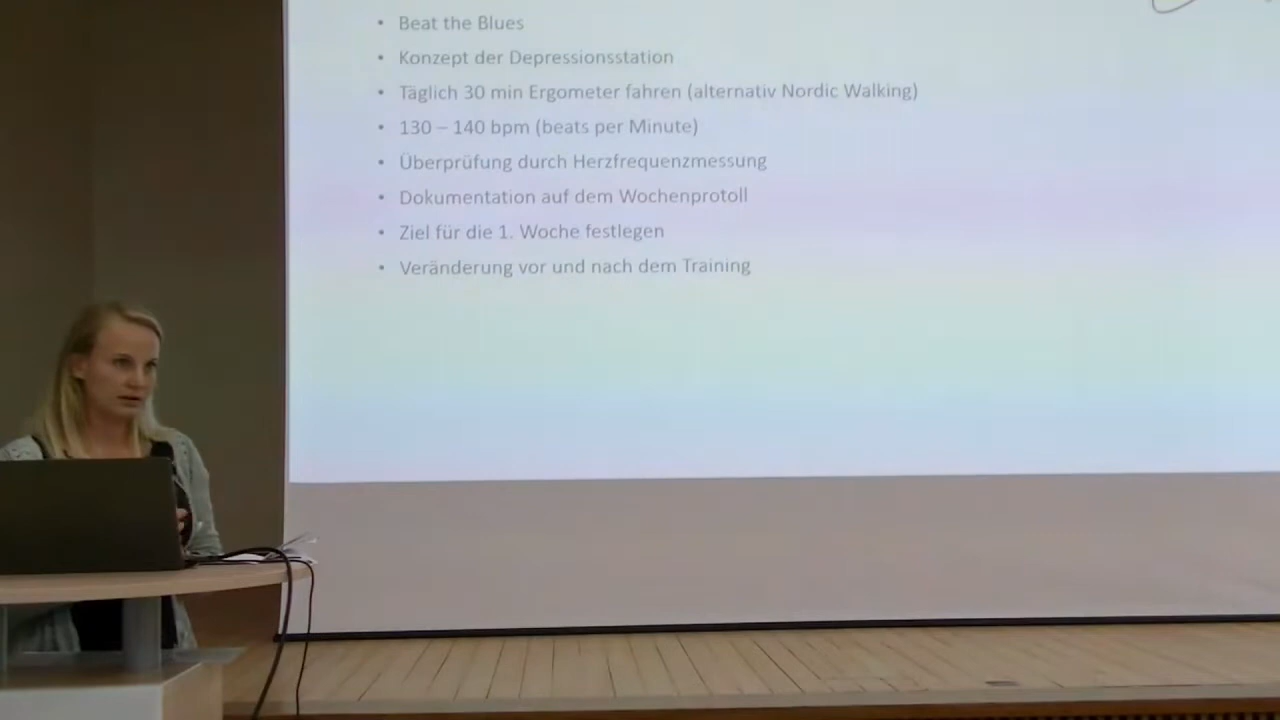 • Beat the Blues
• Konzept der Depressionsstation
• Täglich 30 min Ergometer fahren (alternativ Nordic Walking)
• 130 – 140 bpm (beats per Minute)
• Überprüfung durch Herzfrequenzmessung
• Dokumentation auf dem Wochenprotoll
• Ziel für die 1. Woche festlegen
• Veränderung vor und nach dem Training